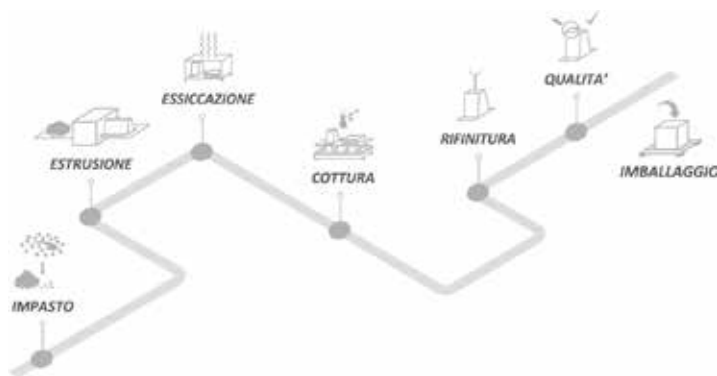 IMPASTO
ESTRUSIONE
ESSICCAZIONE
COTTURA
RIFINITURA
QUALITA'
IMBALLAGGIO